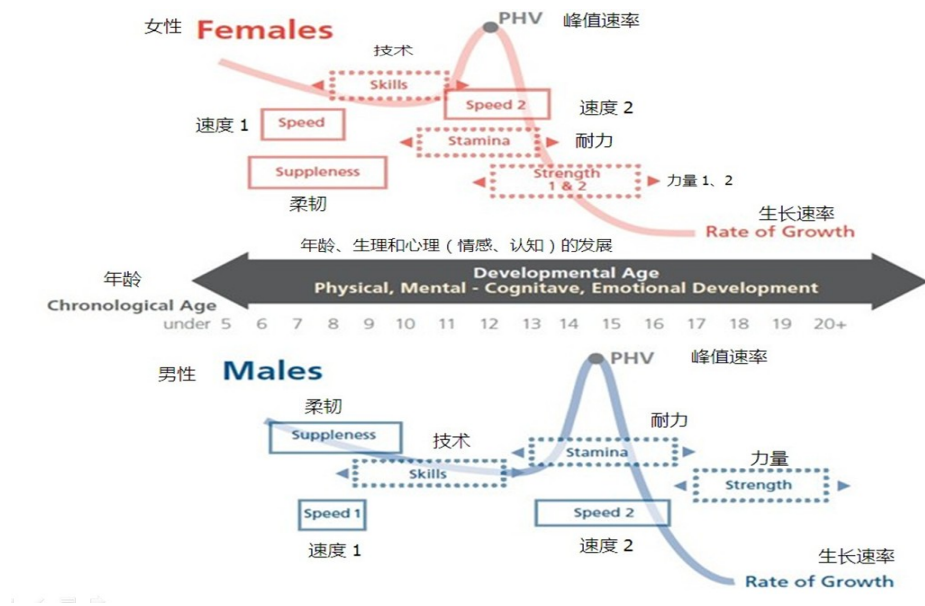 女性 Females
PHV 峰值速率
技术
Skills
Speed 2 速度 2
速度 1 Speed
Stamina 耐力
Suppleness
Strength
1 & 2
力量 1、2
柔韧
生长速率
Rate of Growth
年龄、生理和心理（情感、认知）的发展
年龄
Developmental Age
Physical, Mental - Cognitave, Emotional Development
Chronological Age
under 5 6 7 8 9 10 11 12 13 14 15 16 17 18 19 20+
PHV 峰值速率
男性 Males
柔韧
Suppleness
技术
耐力
Stamina
Skills
力量
Strength
Speed 1
Speed 2
速度 1
速度 2
生长速率
Rate of Growth